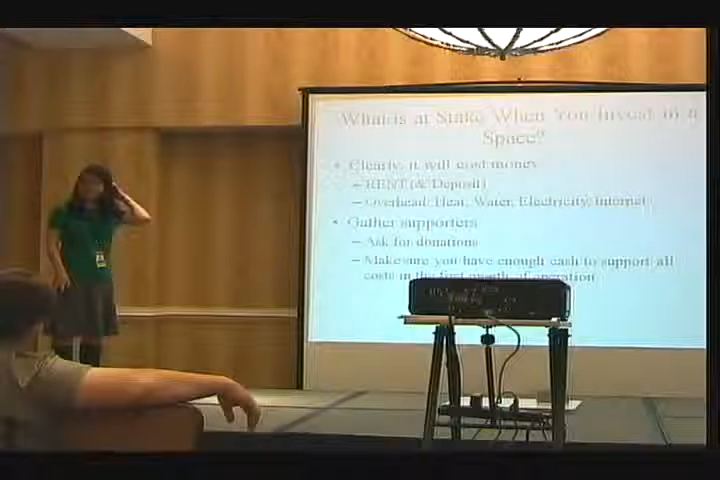 What is at Stake When You Invest in a
Space?
• Clearly, it will cost money
– RENT (& Deposit)
– Overhead: Heat, Water, Electricity, Internet
• Gather supporters
– Ask for donations
– Make sure you have enough cash to support all
costs in the first month of operation